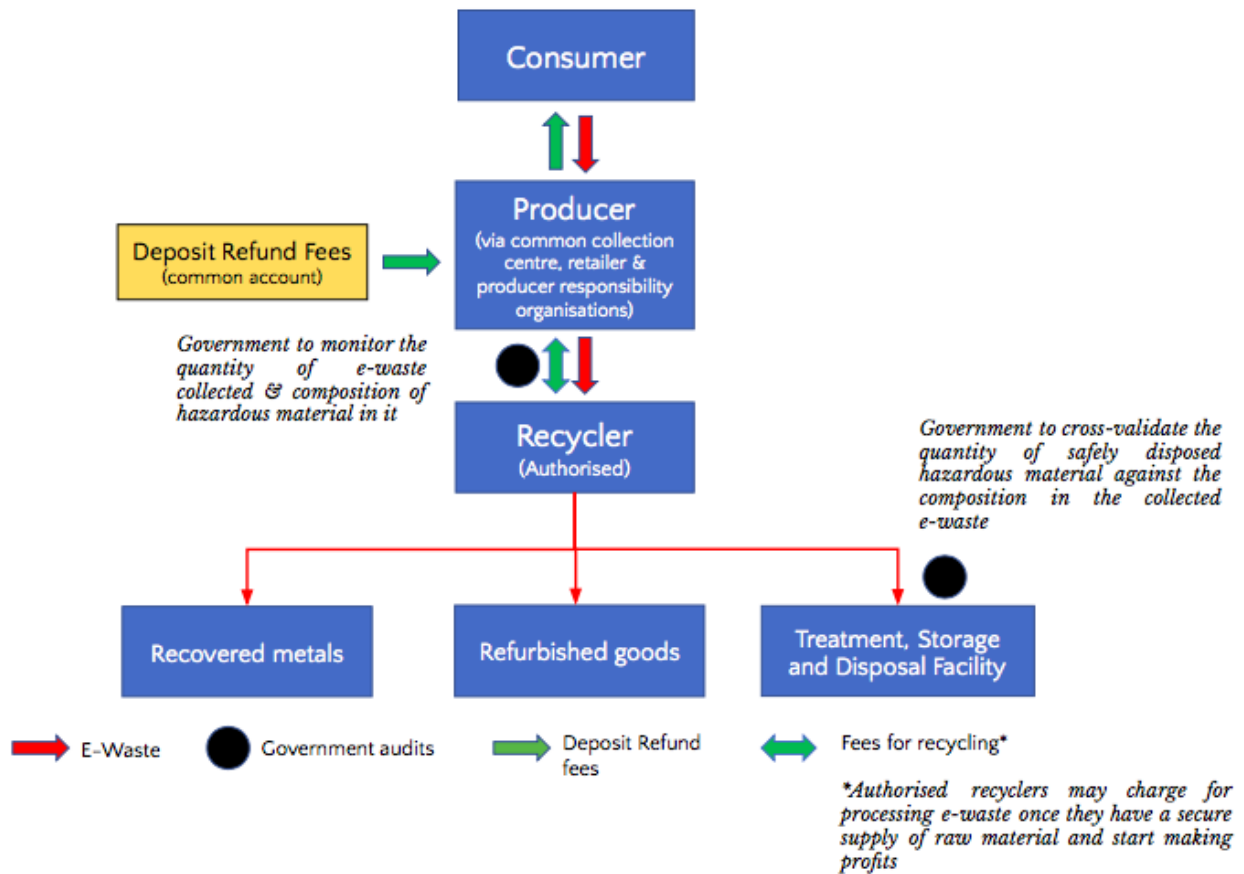 Consumer
Producer
(via common collection
centre, retailer &
producer responsibility
organisations)
Deposit Refund Fees
(common account)
Government to monitor the
quantity of e-waste
collected & composition of
hazardous material in it
Recycler
(Authorised)
Government to cross-validate the
quantity of safely disposed
hazardous material against the
composition in the collected
e-waste
Recovered metals
Refurbished goods
Treatment, Storage
and Disposal Facility
E-Waste
Government audits
Deposit Refund
fees
Fees for recycling*
*Authorised recyclers may charge for
processing e-waste once they have a secure
supply of raw material and start making
profits